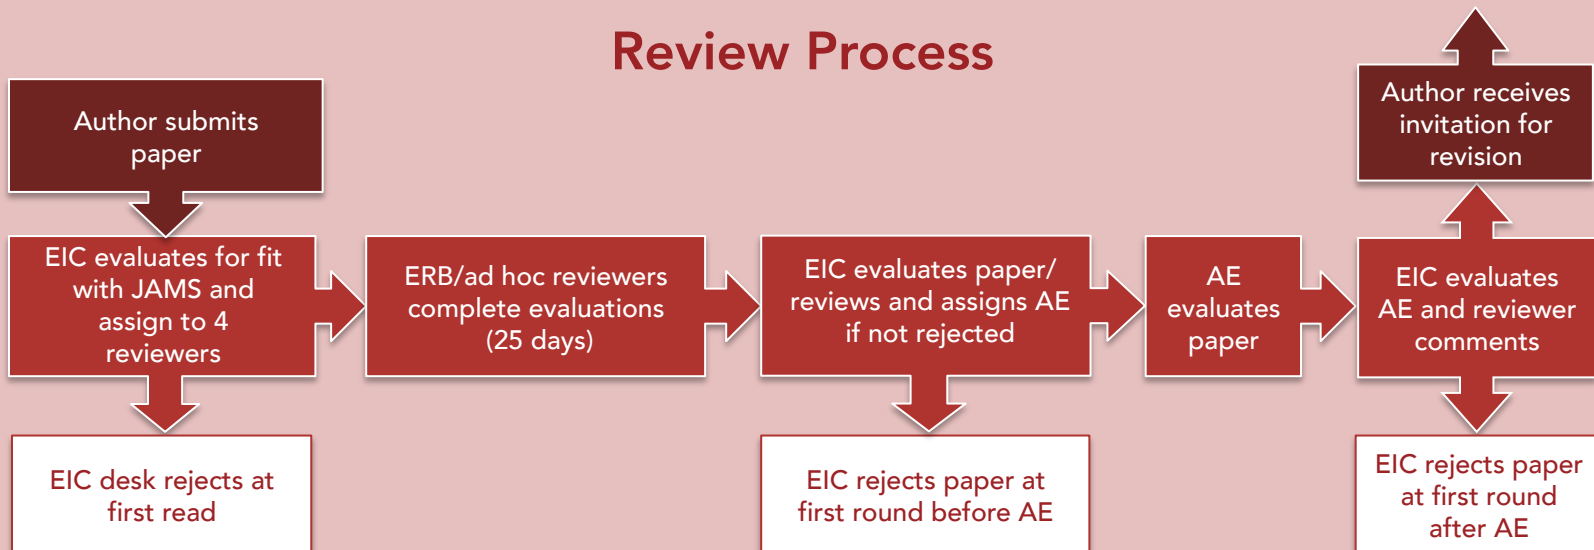 Review Process
Author submits
paper
Author receives
invitation for
revision
EIC evaluates for fit
with JAMS and
assign to 4
reviewers
ERB/ad hoc reviewers
complete evaluations
(25 days)
EIC evaluates paper/
reviews and assigns AE
if not rejected
AE
evaluates
paper
EIC evaluates
AE and reviewer
comments
EIC desk rejects at
first read
EIC rejects paper at
first round before AE
EIC rejects paper
at first round
after AE